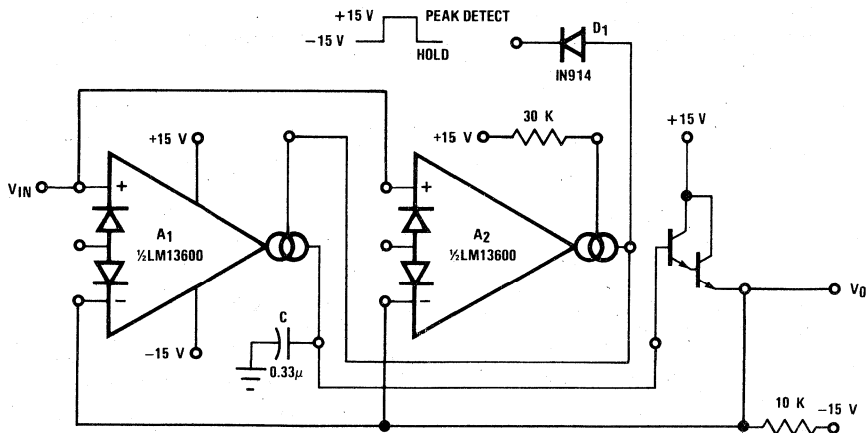 +15 V
PEAK DETECT
-15 V
HOLD
D1
IN914
+15 V
30 K
+15 V
+15 V
VIN
+
A1
½LM13600
-
-15 V
+
A2
½LM13600
-
C
0.33µ
V0
10 K
-15 V